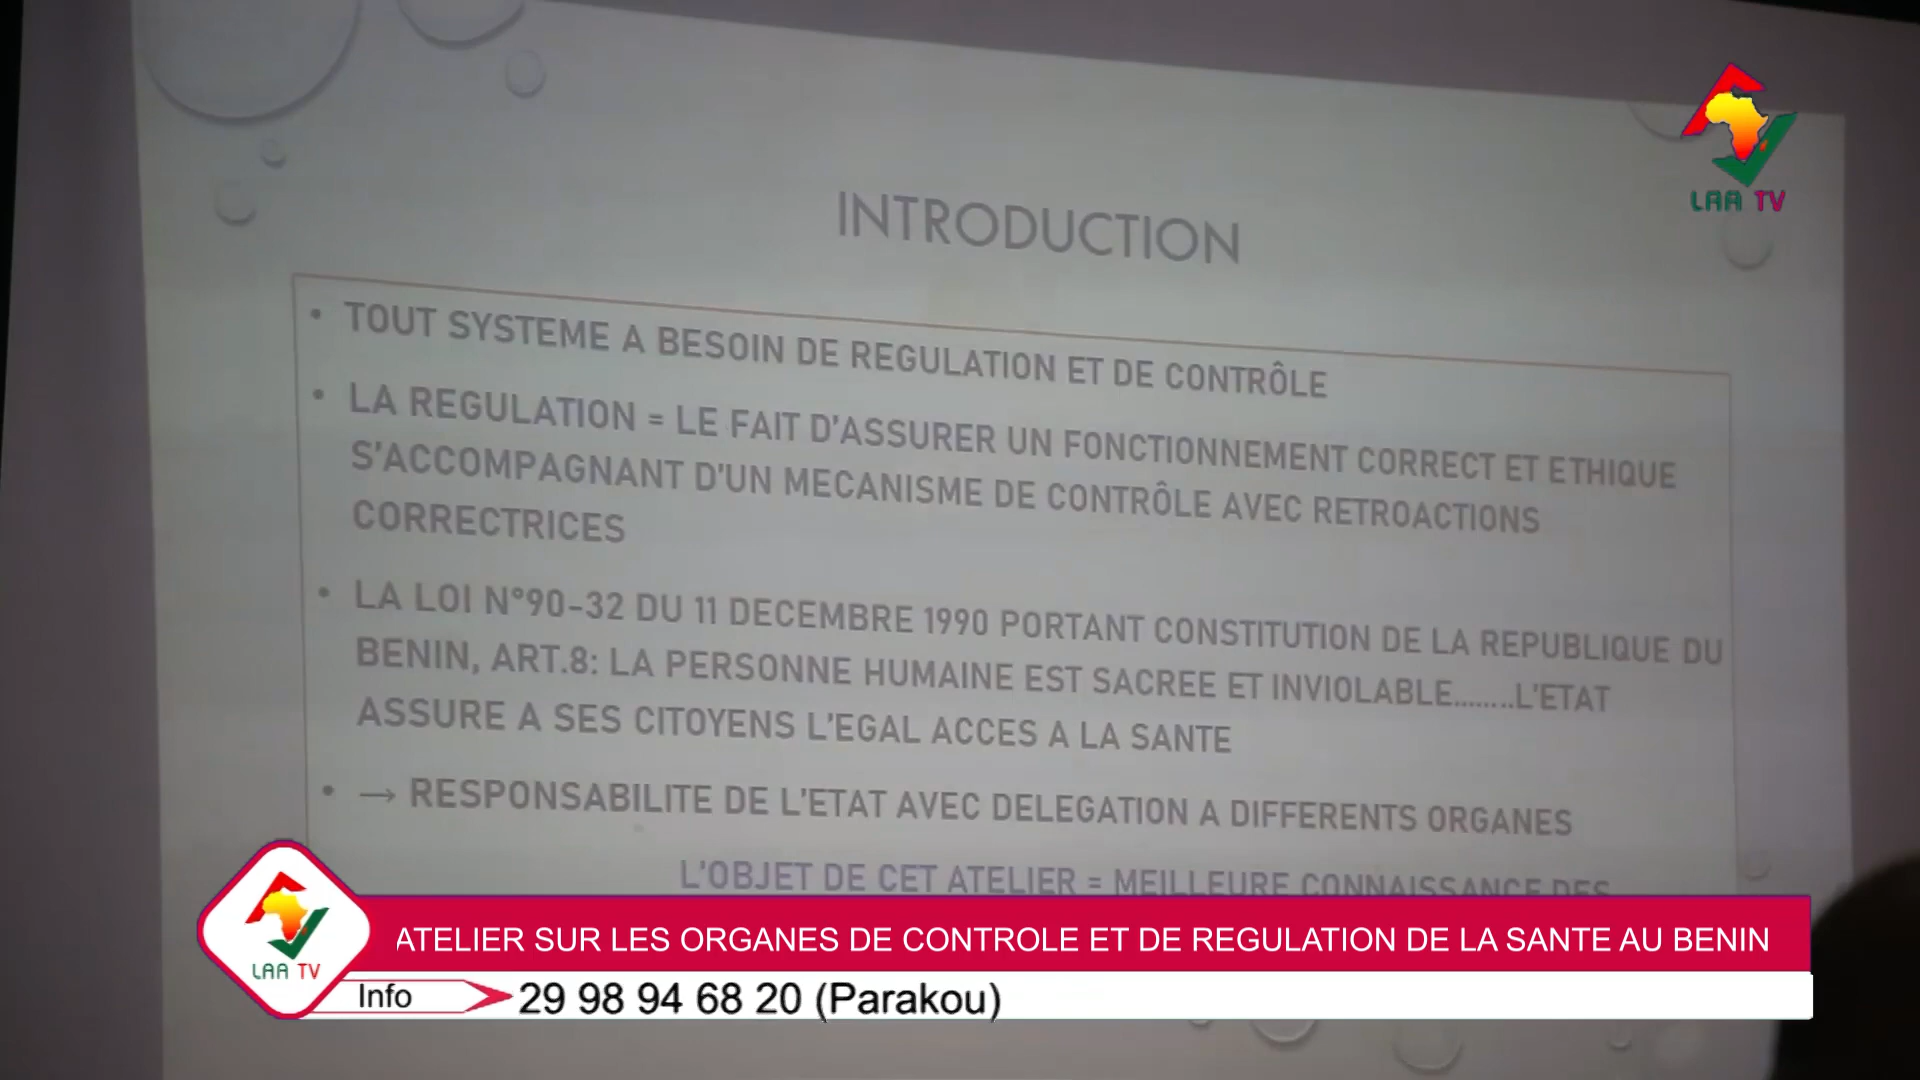 LAA TV
INTRODUCTION
• TOUT SYSTEME A BESOIN DE REGULATION ET DE CONTRÔLE
• LA REGULATION = LE FAIT D'ASSURER UN FONCTIONNEMENT CORRECT ET ETHIQUE
S'ACCOMPAGNANT D'UN MECANISME DE CONTRÔLE AVEC RETROACTIONS
CORRECTRICES
• LA LOI N°90-32 DU 11 DECEMBRE 1990 PORTANT CONSTITUTION DE LA REPUBLIQUE DU
BENIN, ART.8: LA PERSONNE HUMAINE EST SACREE ET INVIOLABLE........L'ETAT
ASSURE A SES CITOYENS L'EGAL ACCES A LA SANTE
• → RESPONSABILITE DE L'ETAT AVEC DELEGATION A DIFFERENTS ORGANES
L'OBJET DE CET ATELIER = MEILLEURE CONNAISSANCE DES
ATELIER SUR LES ORGANES DE CONTROLE ET DE REGULATION DE LA SANTE AU BENIN
LAA TV
Info 29 98 94 68 20 (Parakou)